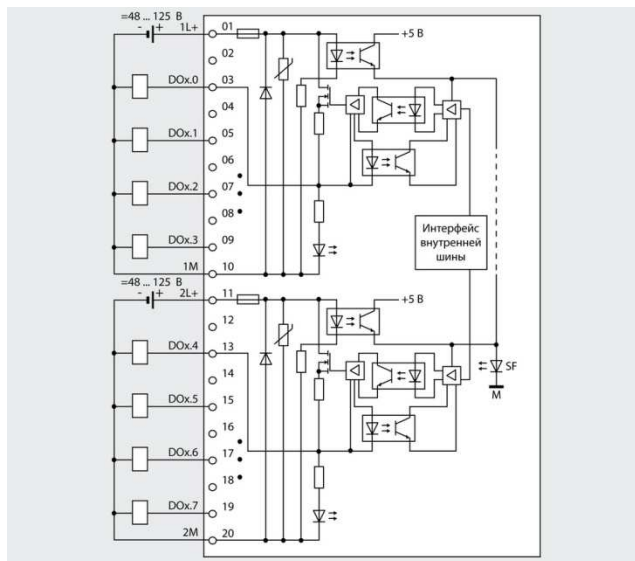 =48 ... 125 В
- +
1L+
01
+5 В
02
DOx.0
03
04
DOx.1
05
06
DOx.2
07
08
DOx.3
09
1M
10
Интерфейс
внутренней
шины
=48 ... 125 В
- +
2L+
11
+5 В
12
DOx.4
13
14
SF
M
DOx.5
15
16
DOx.6
17
18
DOx.7
19
2M
20